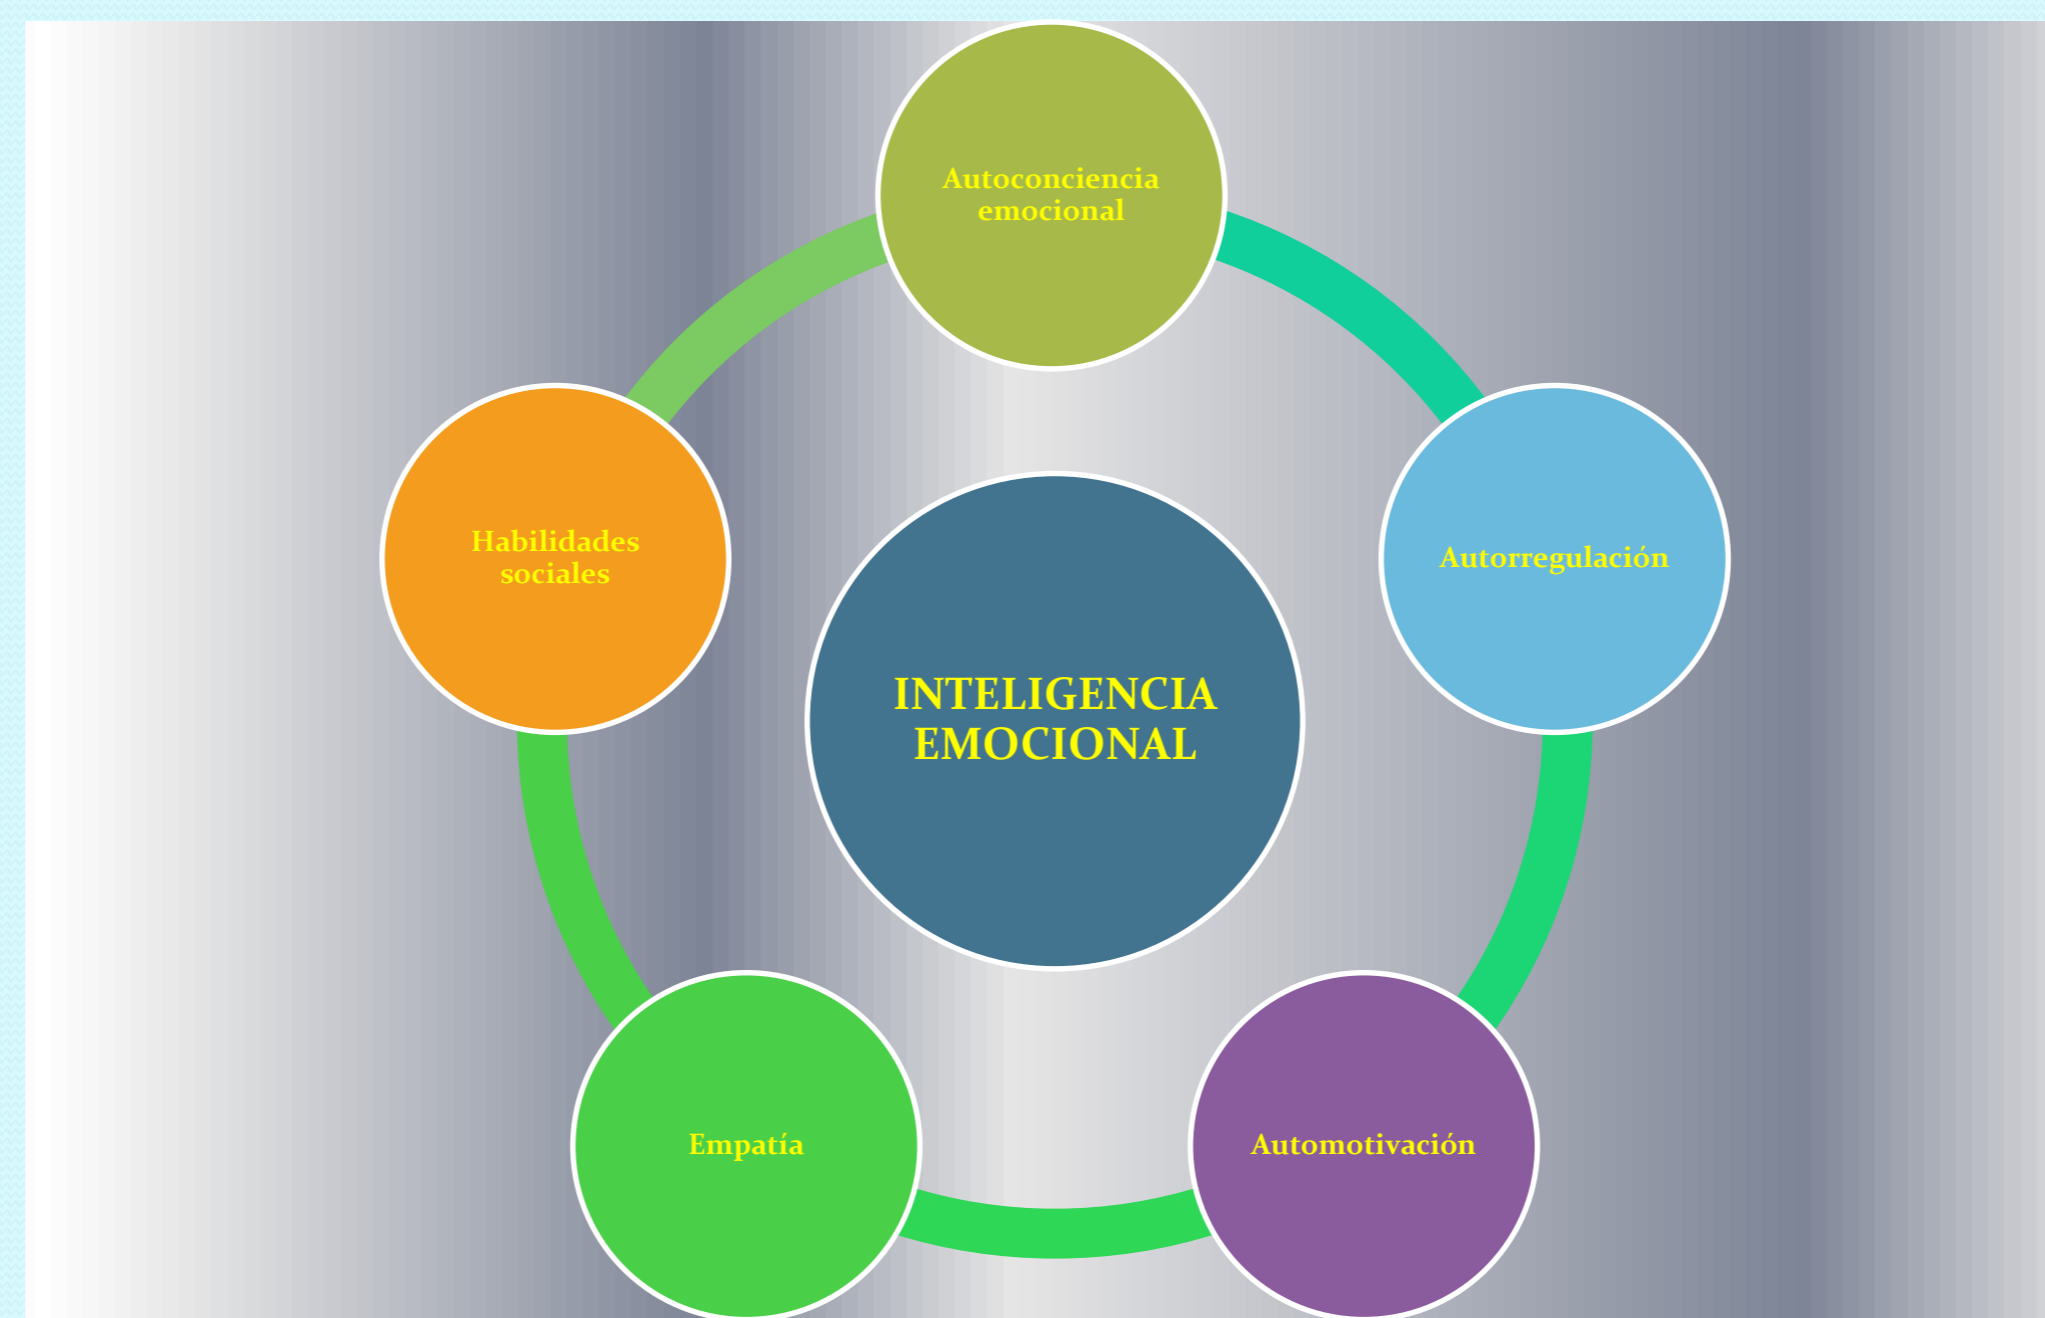 Autoconciencia
emocional
Habilidades
sociales
Autorregulación
INTELIGENCIA
EMOCIONAL
Empatía
Automotivación